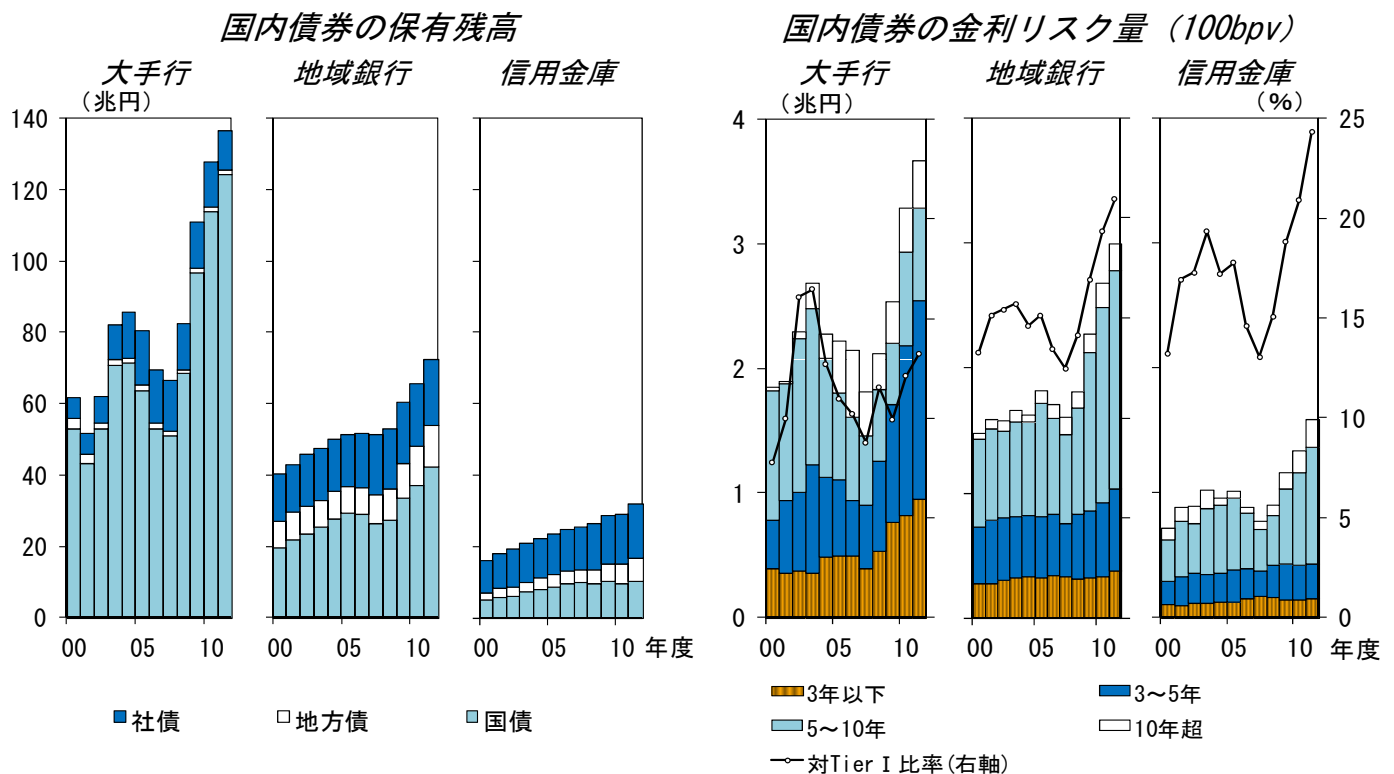 国内債券の保有残高
大手行 地域銀行 信用金庫
（兆円）
140
120
100
80
60
40
20
0
00 05 10 00 05 10 00 05 10 年度
社債 地方債 国債
国内債券の金利リスク量（100bpv）
大手行 地域銀行 信用金庫
（兆円） （%）
4
3
2
1
0
25
20
15
10
5
0
00 05 10 00 05 10 00 05 10 年度
3年以下 3～5年
5～10年 10年超
対TierⅠ比率(右軸)